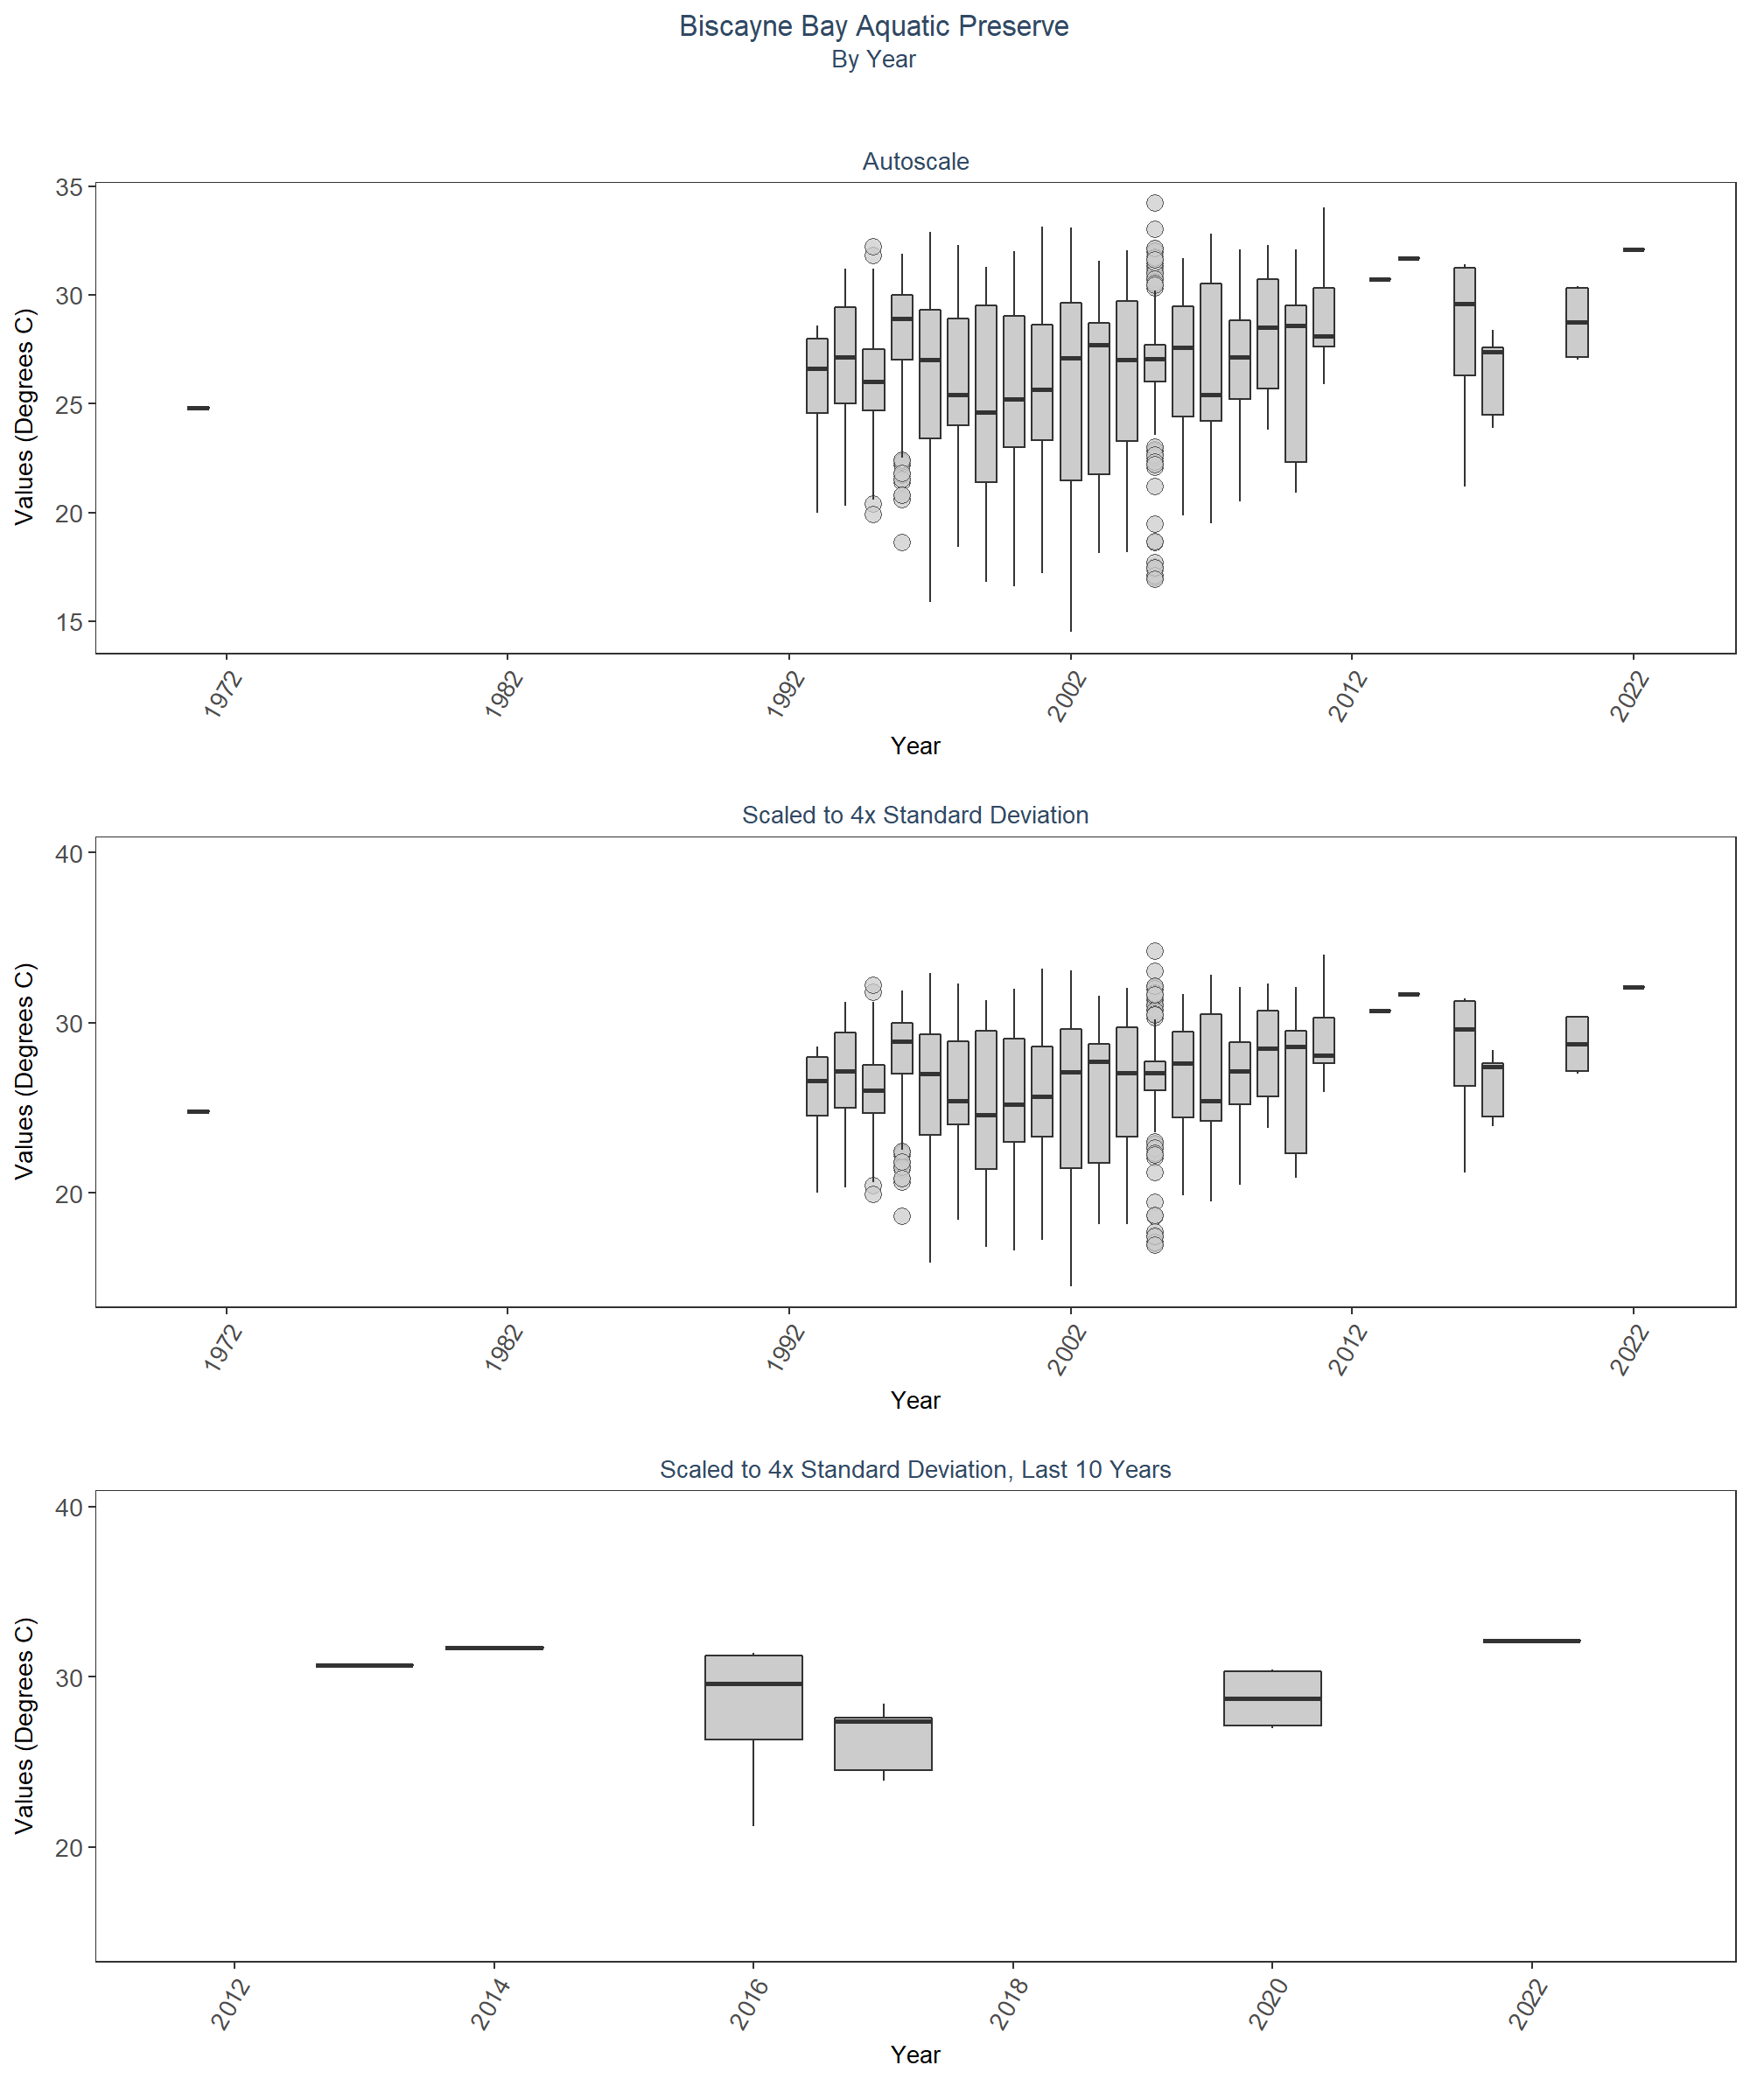 Biscayne Bay Aquatic Preserve
By Year
Autoscale
Values (Degrees C)
35
30
25
20
15
1972
1982
1992
2002
2012
2022
Year
Scaled to 4x Standard Deviation
Values (Degrees C)
40
30
20
1972
1982
1992
2002
2012
2022
Year
Scaled to 4x Standard Deviation, Last 10 Years
Values (Degrees C)
40
30
20
2012
2014
2016
2018
2020
2022
Year